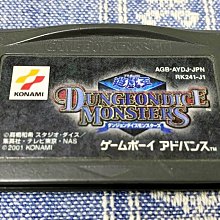 AGB-AYDJ-JPN
RK241-J1
KONAMI
遊戯王
DUNGEONDICE
MONSTERS
ダンジョンダイスモンスターズ
©高橋和希 スタジオ・ダイス/
集英社・テレビ東京・NAS
©2001 KONAMI
ゲームボーイ アドバンス™